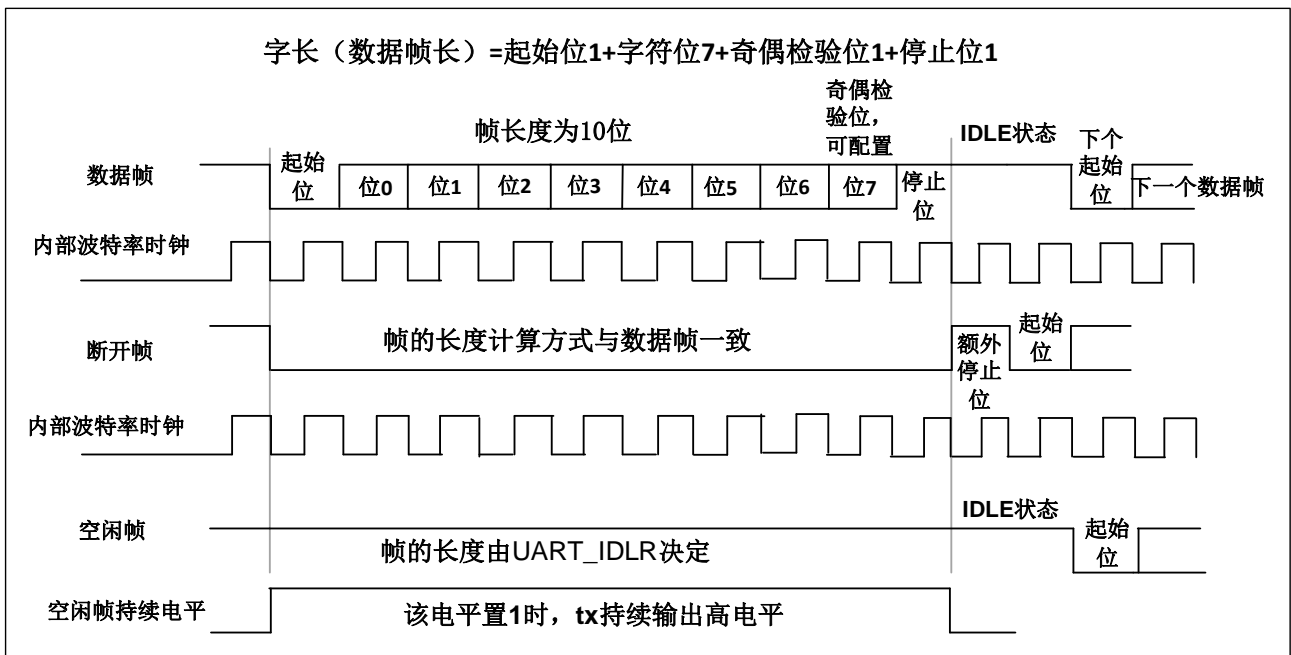 字长（数据帧长）=起始位1+字符位7+奇偶检验位1+停止位1
帧长度为10位
奇偶检
验位，
可配置
IDLE状态
下个
起始
位
数据帧
起始
位
位0
位1
位2
位3
位4
位5
位6
位7
停止
位
下一个数据帧
内部波特率时钟
断开帧
帧的长度计算方式与数据帧一致
额外
停止
位
起始
位
内部波特率时钟
空闲帧
帧的长度由UART_IDLR决定
IDLE状态
起始
位
空闲帧持续电平
该电平置1时，tx持续输出高电平